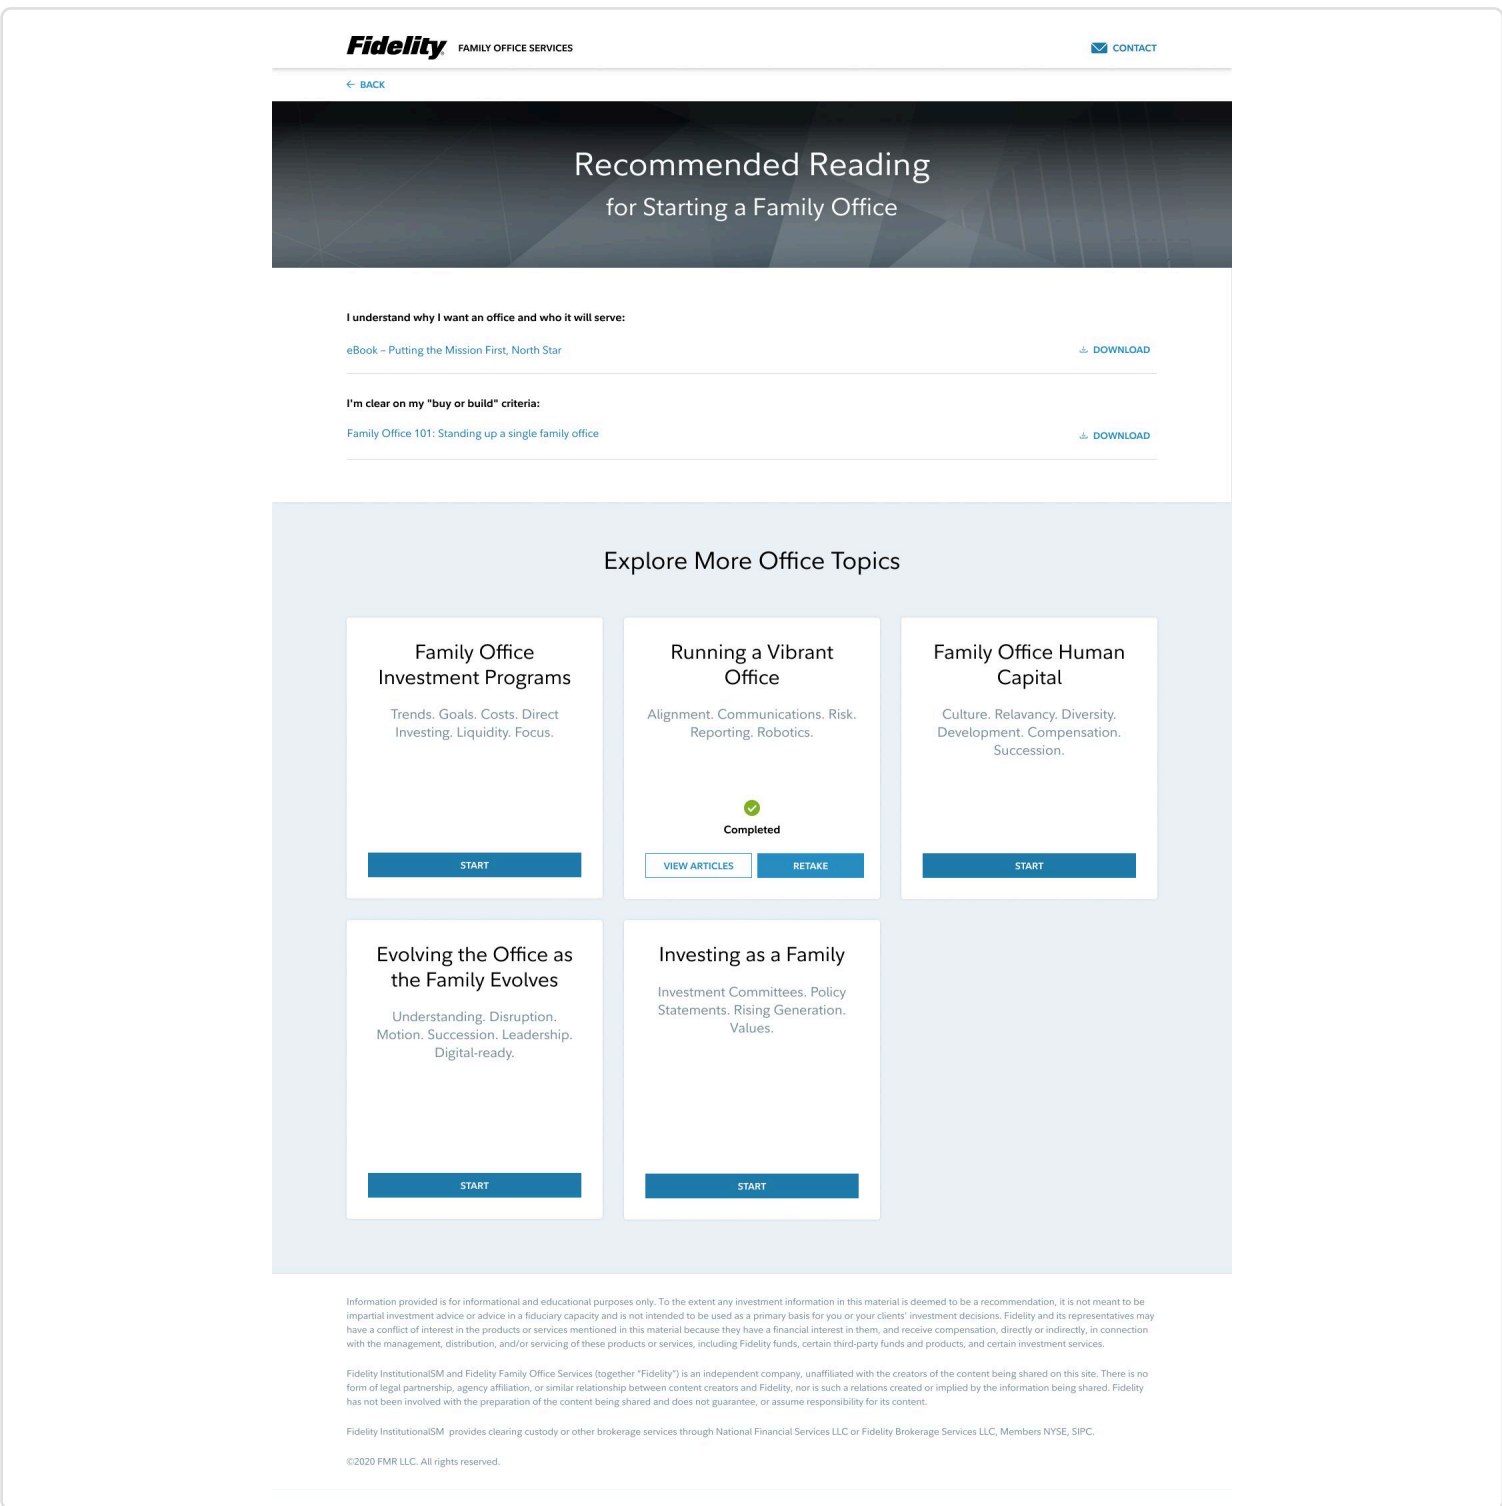 Fidelity FAMILY OFFICE SERVICES
CONTACT
← BACK
Recommended Reading
for Starting a Family Office
I understand why I want an office and who it will serve:
eBook – Putting the Mission First, North Star
DOWNLOAD
I'm clear on my "buy or build" criteria:
Family Office 101: Standing up a single family office
DOWNLOAD
Explore More Office Topics
Family Office
Investment Programs
Trends. Goals. Costs. Direct
Investing. Liquidity. Focus.
START
Running a Vibrant
Office
Alignment. Communications. Risk.
Reporting. Robotics.
Completed
VIEW ARTICLES
RETAKE
Family Office Human
Capital
Culture. Relavancy. Diversity.
Development. Compensation.
Succession.
START
Evolving the Office as
the Family Evolves
Understanding. Disruption.
Motion. Succession. Leadership.
Digital-ready.
START
Investing as a Family
Investment Committees. Policy
Statements. Rising Generation.
Values.
START
Information provided is for informational and educational purposes only. To the extent any investment information in this material is deemed to be a recommendation, it is not meant to be
impartial investment advice or advice in a fiduciary capacity and is not intended to be used as a primary basis for you or your clients' investment decisions. Fidelity and its representatives may
have a conflict of interest in the products or services mentioned in this material because they have a financial interest in them, and receive compensation, directly or indirectly, in connection
with the management, distribution, and/or servicing of these products or services, including Fidelity funds, certain third-party funds and products, and certain investment services.
Fidelity InstitutionalSM and Fidelity Family Office Services (together "Fidelity") is an independent company, unaffiliated with the creators of the content being shared on this site. There is no
form of legal partnership, agency affiliation, or similar relationship between content creators and Fidelity, nor is such a relations created or implied by the information being shared. Fidelity
has not been involved with the preparation of the content being shared and does not guarantee, or assume responsibility for its content.
Fidelity InstitutionalSM provides clearing custody or other brokerage services through National Financial Services LLC or Fidelity Brokerage Services LLC, Members NYSE, SIPC.
©2020 FMR LLC. All rights reserved.